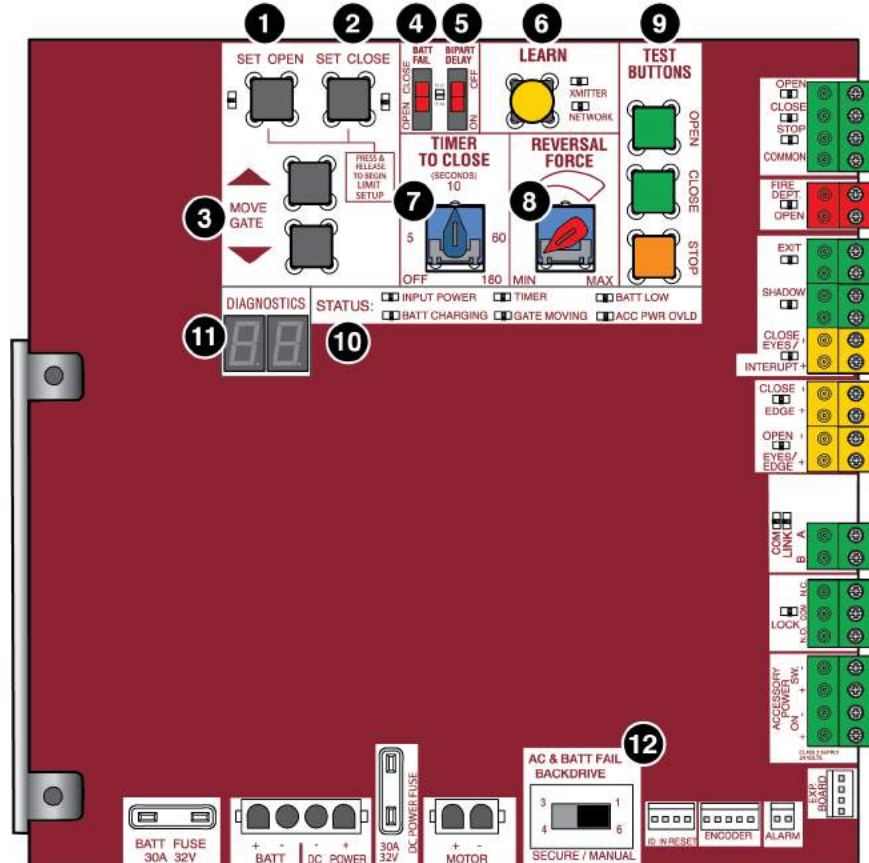 1 2 4 5 6 9
SET OPEN
SET CLOSE
PRESS &
RELEASE
TO BEGIN
LIMIT
SETUP
3
MOVE
GATE
BATT
FAIL
OPEN CLOSE
BIPART
DELAY
OFF
ON
LEARN
XMITTER
NETWORK
TEST
BUTTONS
OPEN
CLOSE
STOP
TIMER
TO CLOSE
(SECONDS)
10
7
5
60
OFF
180
REVERSAL
FORCE
8
MIN
MAX
DIAGNOSTICS
11
88
STATUS:
10
INPUT POWER
TIMER
BATT LOW
BATT CHARGING
GATE MOVING
ACC PWR OVLD
OPEN
CLOSE
STOP
COMMON
FIRE
DEPT.
OPEN
EXIT
SHADOW
CLOSE
EYES/ -
INTERUPT +
CLOSE -
EDGE +
OPEN -
EYES/
EDGE +
COM
LINK
A
B
LOCK
N.C.
COM
N.O.
ACCESSORY
POWER
ON SW.
- + - +
CLASS 2 SUPPLY
24 VOLTS
EXP.
BOARD
BATT FUSE
30A 32V
+ - - +
BATT
DC POWER
30A
32V
DC POWER FUSE
+ -
MOTOR
12
AC & BATT FAIL
BACKDRIVE
3 1
4 6
SECURE / MANUAL
ID IN RESET
ENCODER
ALARM